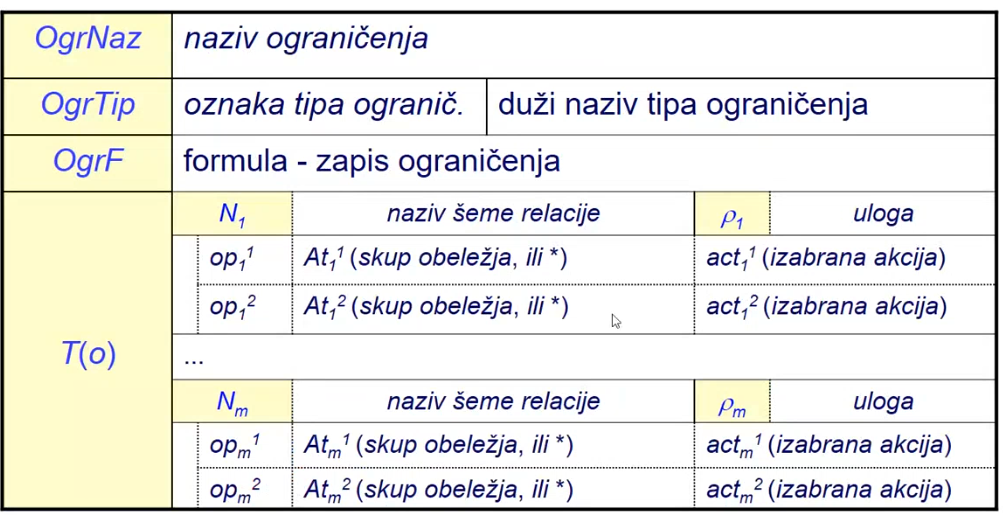 OgrNaz naziv ograničenja
OgrTip oznaka tipa ogranič. duži naziv tipa ograničenja
OgrF formula - zapis ograničenja
N₁ naziv šeme relacije ρ₁ uloga
op₁¹ At₁¹ (skup obeležja, ili *) act₁¹ (izabrana akcija)
op₁² At₁² (skup obeležja, ili *) act₁² (izabrana akcija)
T(o) ...
Nₘ naziv šeme relacije ρₘ uloga
opₘ¹ Atₘ¹ (skup obeležja, ili *) actₘ¹ (izabrana akcija)
opₘ² Atₘ² (skup obeležja, ili *) actₘ² (izabrana akcija)